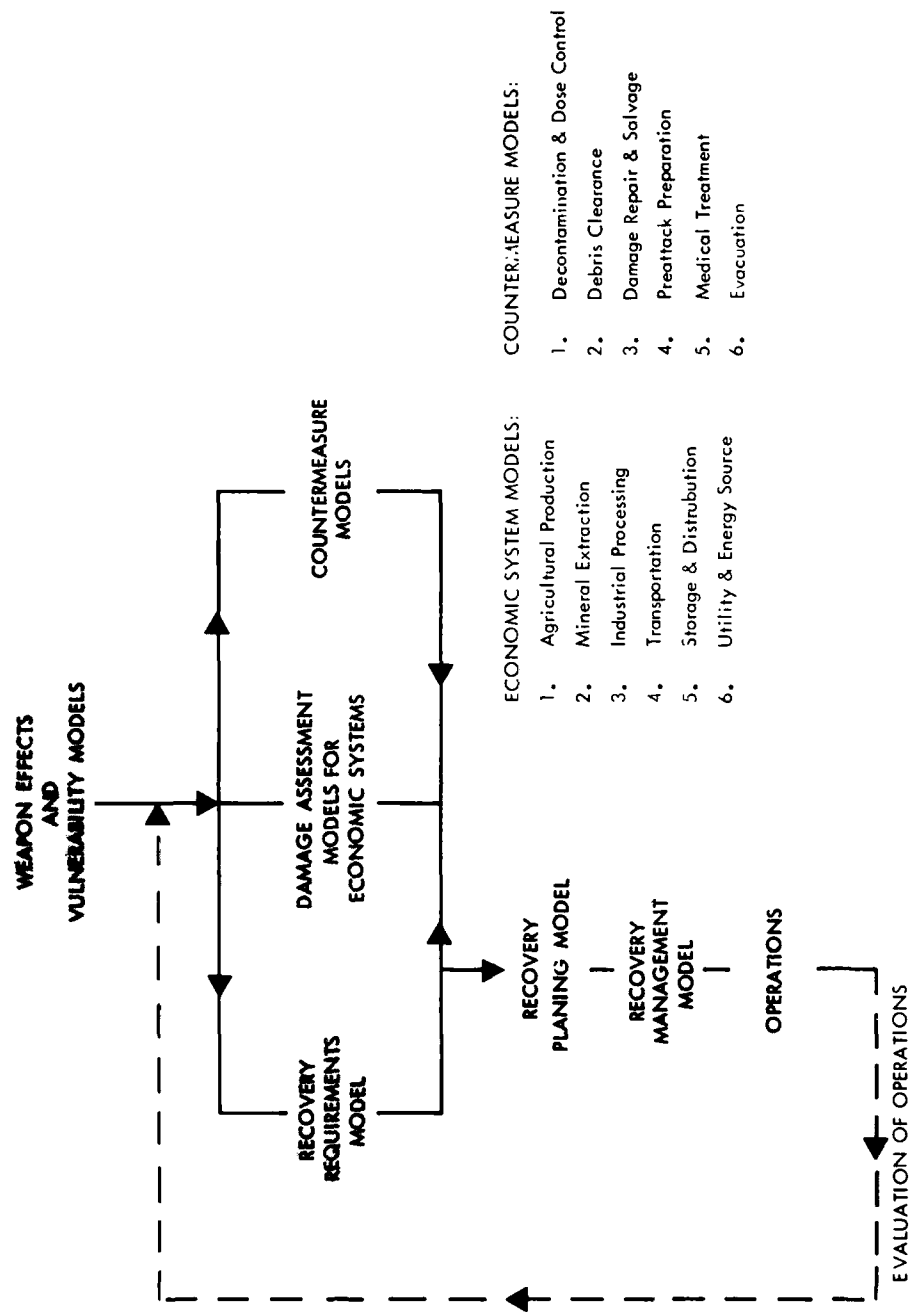 WEAPON EFFECTS
AND
VULNERABILITY MODELS
RECOVERY
REQUIREMENTS
MODEL
DAMAGE ASSESSMENT
MODELS FOR
ECONOMIC SYSTEMS
COUNTERMEASURE
MODELS
RECOVERY
PLANING MODEL
RECOVERY
MANAGEMENT
MODEL
OPERATIONS
EVALUATION OF OPERATIONS
ECONOMIC SYSTEM MODELS:
1. Agricultural Production
2. Mineral Extraction
3. Industrial Processing
4. Transportation
5. Storage & Distrubution
6. Utility & Energy Source
COUNTERMEASURE MODELS:
1. Decontamination & Dose Control
2. Debris Clearance
3. Damage Repair & Salvage
4. Preattack Preparation
5. Medical Treatment
6. Evacuation